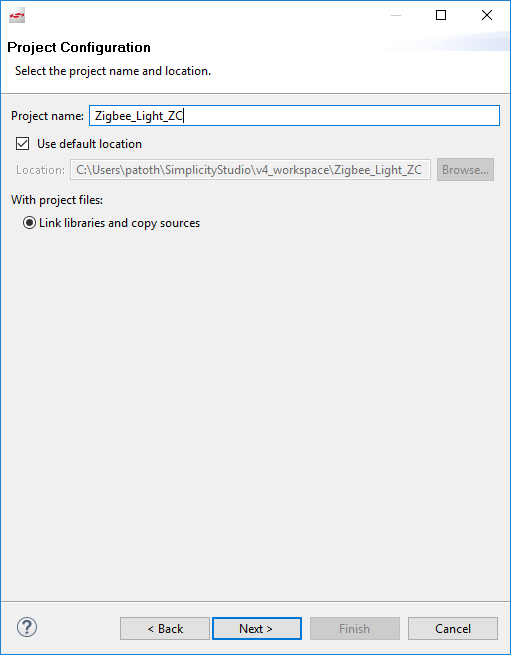 Project Configuration
Select the project name and location.
Project name: Zigbee_Light_ZC
Use default location
Location: C:\Users\patoth\SimplicityStudio\v4_workspace\Zigbee_Light_ZC Browse...
With project files:
Link libraries and copy sources
? < Back Next > Finish Cancel